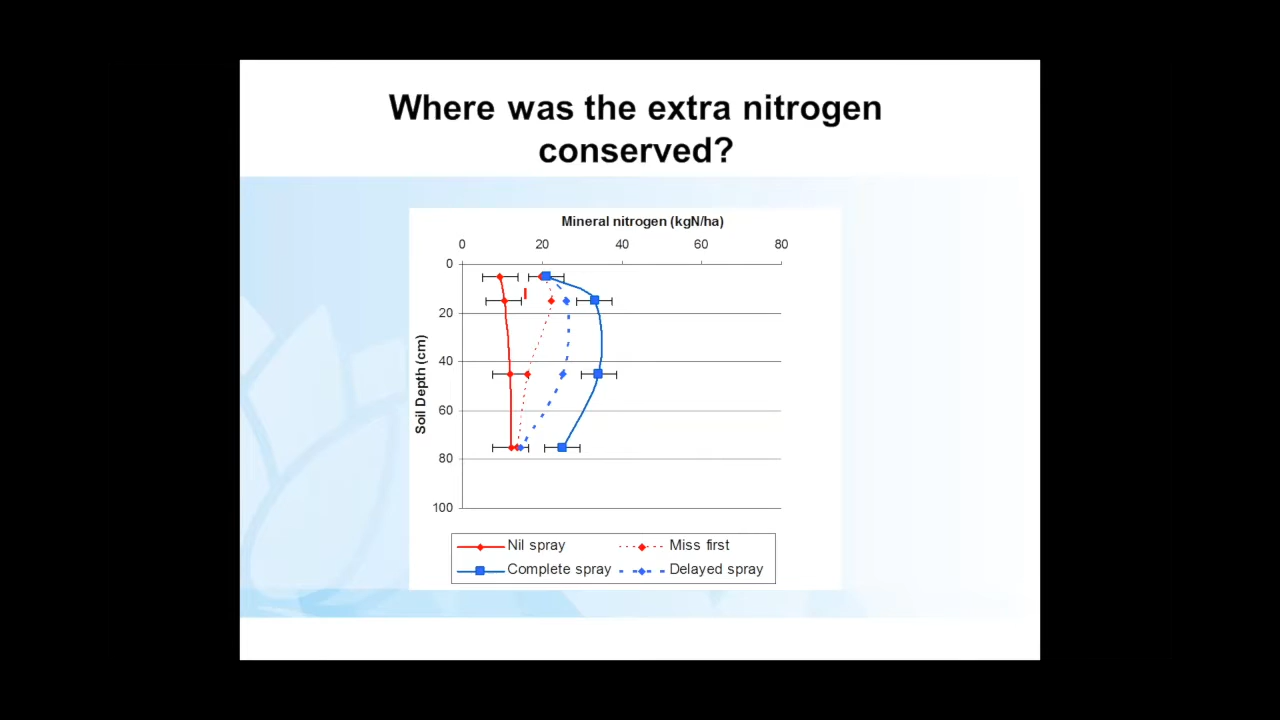 Where was the extra nitrogen
conserved?
Mineral nitrogen (kgN/ha)
0 20 40 60 80
0
20
40
60
80
100
Soil Depth (cm)
Nil spray Miss first
Complete spray Delayed spray